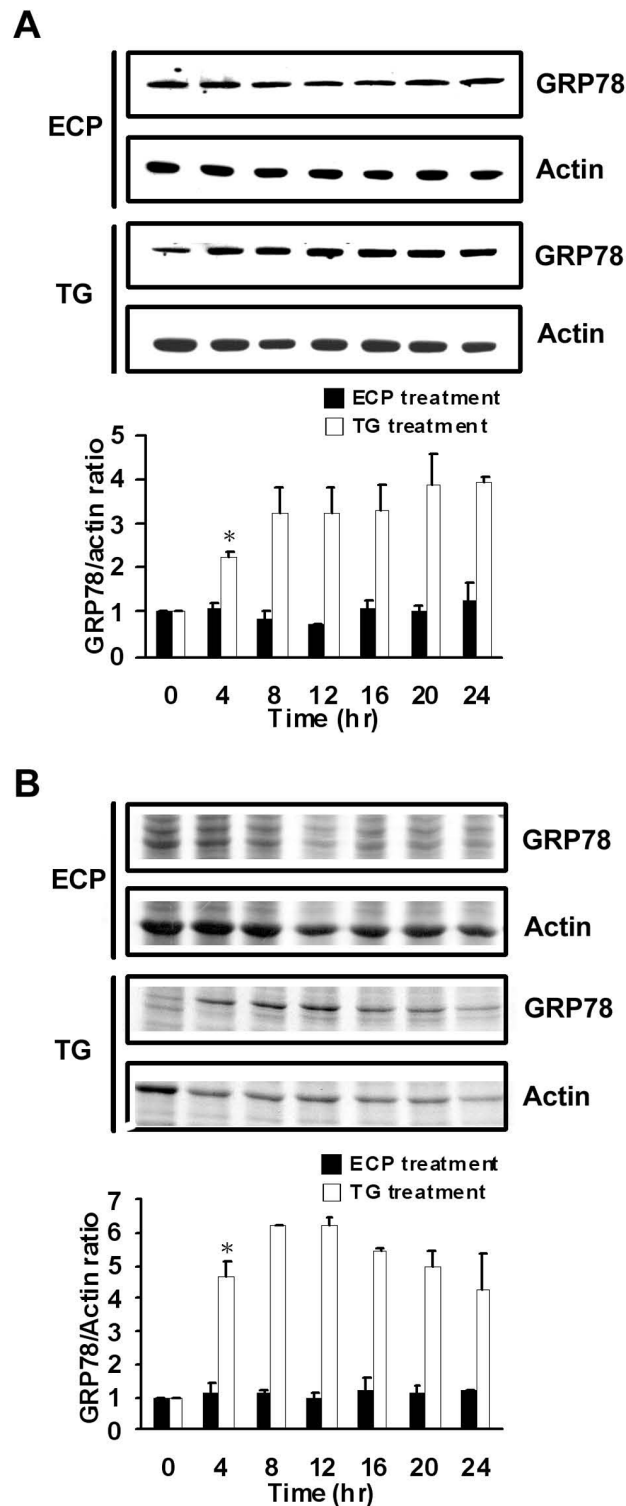 A
ECP
GRP78
Actin
TG
GRP78
Actin
ECP treatment
TG treatment
GRP78/actin ratio
5
4
3
2
1
0
*
0 4 8 12 16 20 24
Time (hr)
B
ECP
GRP78
Actin
TG
GRP78
Actin
ECP treatment
TG treatment
GRP78/Actin ratio
7
6
5
4
3
2
1
0
*
0 4 8 12 16 20 24
Time (hr)